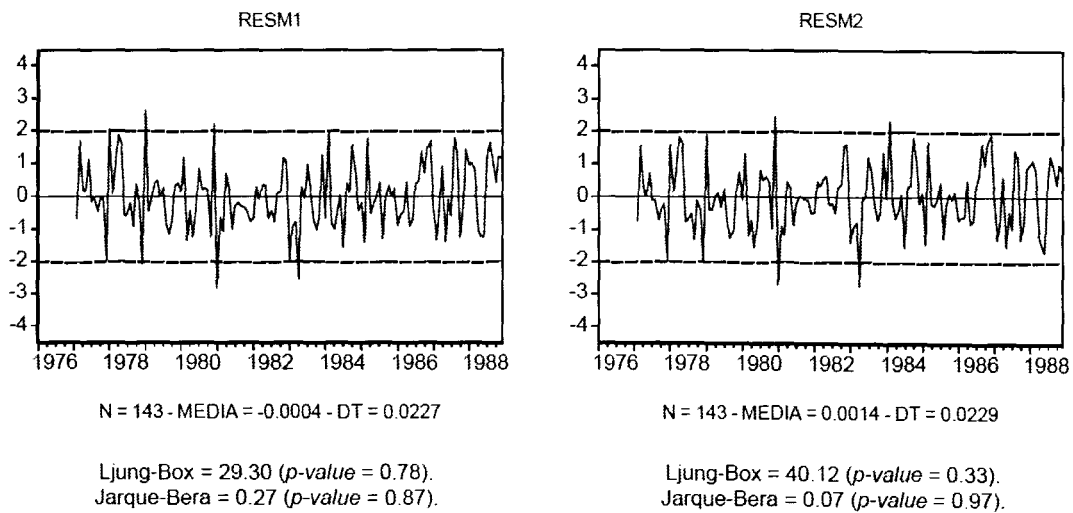 RESM1
4
3
2
1
0
-1
-2
-3
-4
1976 1978 1980 1982 1984 1986 1988
N = 143 - MEDIA = -0.0004 - DT = 0.0227
Ljung-Box = 29.30 (p-value = 0.78).
Jarque-Bera = 0.27 (p-value = 0.87).
RESM2
4
3
2
1
0
-1
-2
-3
-4
1976 1978 1980 1982 1984 1986 1988
N = 143 - MEDIA = 0.0014 - DT = 0.0229
Ljung-Box = 40.12 (p-value = 0.33).
Jarque-Bera = 0.07 (p-value = 0.97).